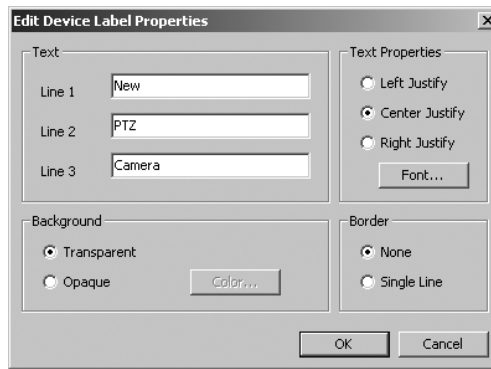 Edit Device Label Properties
Text
Line 1 New
Line 2 PTZ
Line 3 Camera
Text Properties
Left Justify
Center Justify
Right Justify
Font...
Background
Transparent
Opaque Color...
Border
None
Single Line
OK Cancel